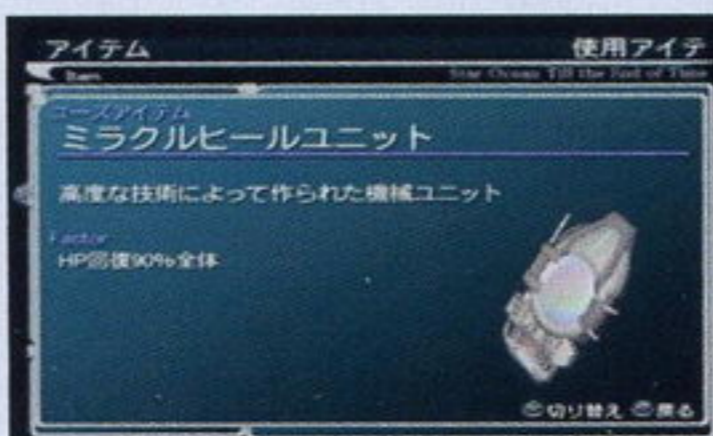 アイテム
使用アイテ
Item
Star Ocean Till the End of Time
ユーズアイテム
ミラクルヒールユニット
高度な技術によって作られた機械ユニット
Factor
HP回復90%全体
切り替え 戻る